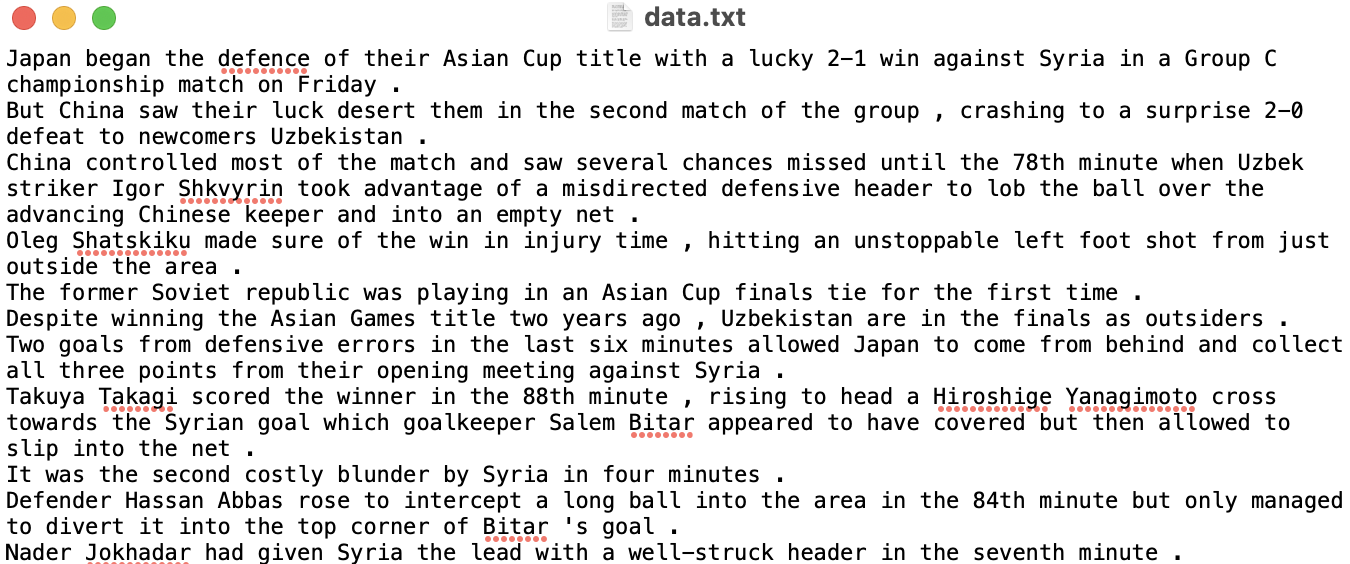 data.txt
Japan began the defence of their Asian Cup title with a lucky 2-1 win against Syria in a Group C
championship match on Friday .
But China saw their luck desert them in the second match of the group , crashing to a surprise 2-0
defeat to newcomers Uzbekistan .
China controlled most of the match and saw several chances missed until the 78th minute when Uzbek
striker Igor Shkvyrin took advantage of a misdirected defensive header to lob the ball over the
advancing Chinese keeper and into an empty net .
Oleg Shatskiku made sure of the win in injury time , hitting an unstoppable left foot shot from just
outside the area .
The former Soviet republic was playing in an Asian Cup finals tie for the first time .
Despite winning the Asian Games title two years ago , Uzbekistan are in the finals as outsiders .
Two goals from defensive errors in the last six minutes allowed Japan to come from behind and collect
all three points from their opening meeting against Syria .
Takuya Takagi scored the winner in the 88th minute , rising to head a Hiroshige Yanagimoto cross
towards the Syrian goal which goalkeeper Salem Bitar appeared to have covered but then allowed to
slip into the net .
It was the second costly blunder by Syria in four minutes .
Defender Hassan Abbas rose to intercept a long ball into the area in the 84th minute but only managed
to divert it into the top corner of Bitar 's goal .
Nader Jokhadar had given Syria the lead with a well-struck header in the seventh minute .